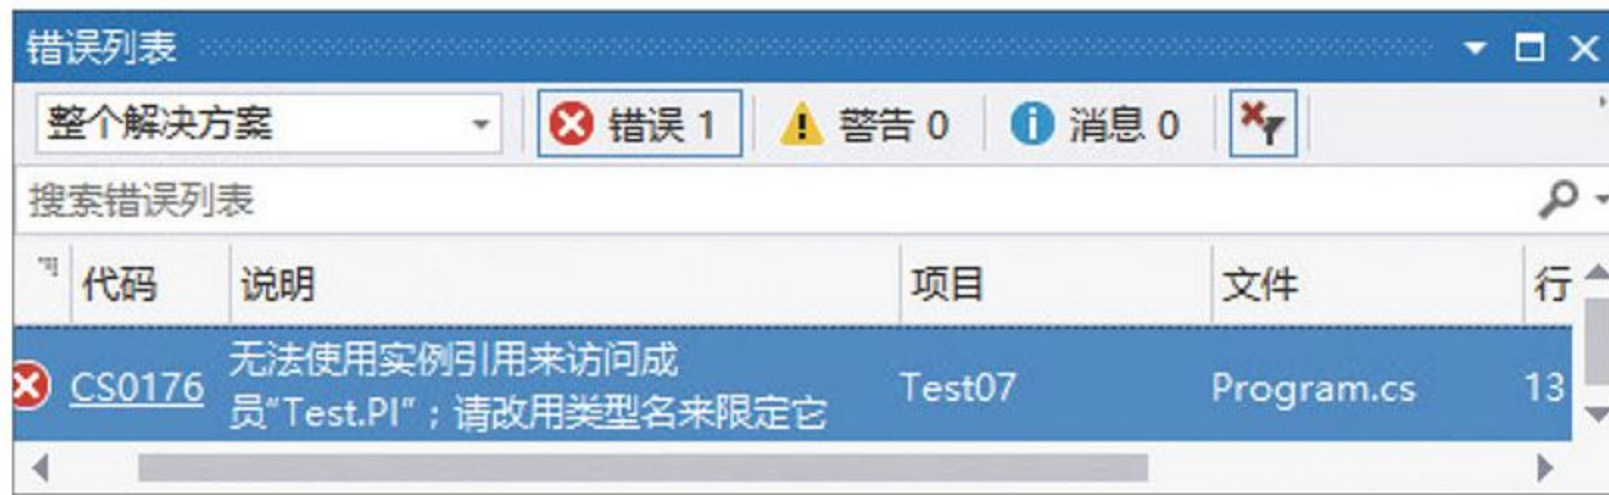 错误列表
整个解决方案 错误 1 警告 0 消息 0
搜索错误列表
代码 说明 项目 文件 行
CS0176 无法使用实例引用来访问成 Test07 Program.cs 13
员“Test.PI”；请改用类型名来限定它